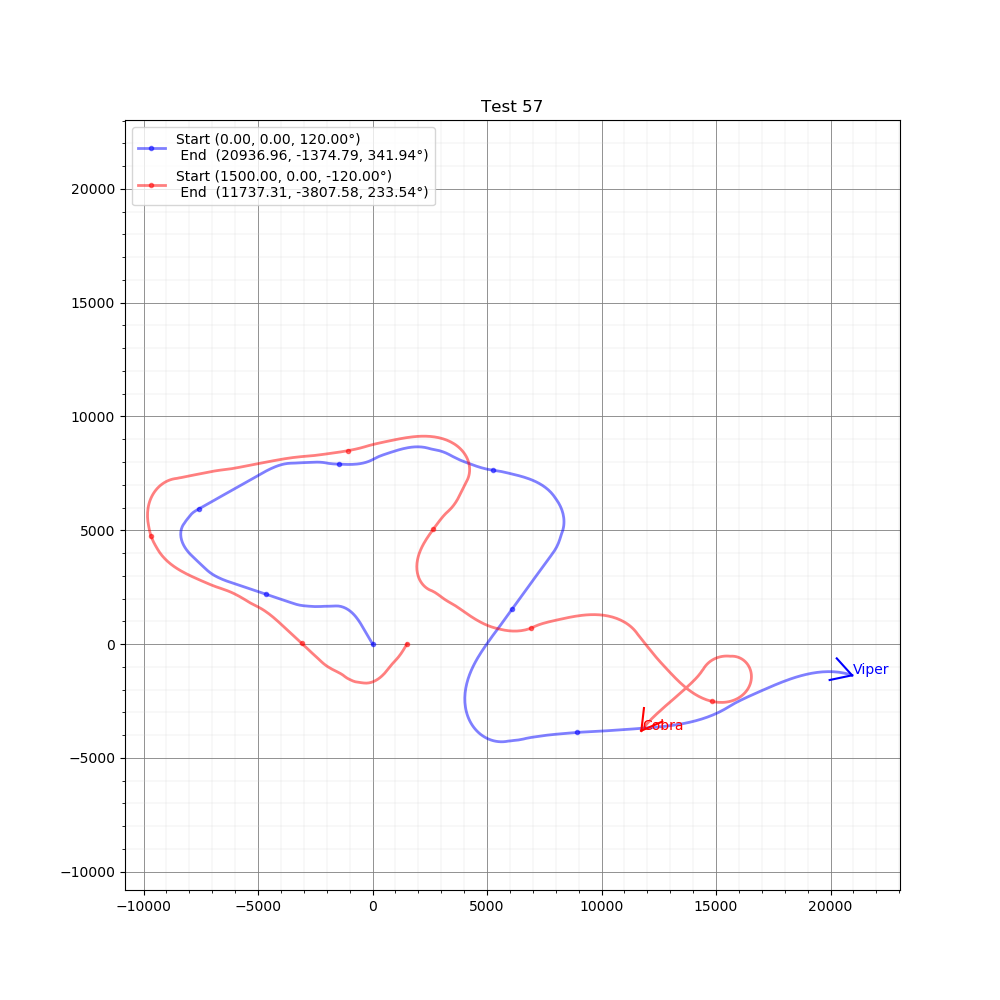 Test 57
Start (0.00, 0.00, 120.00°)
End  (20936.96, -1374.79, 341.94°)
Start (1500.00, 0.00, -120.00°)
End  (11737.31, -3807.58, 233.54°)
20000
15000
10000
5000
0
−5000
−10000
Viper
Cobra
−10000 −5000 0 5000 10000 15000 20000